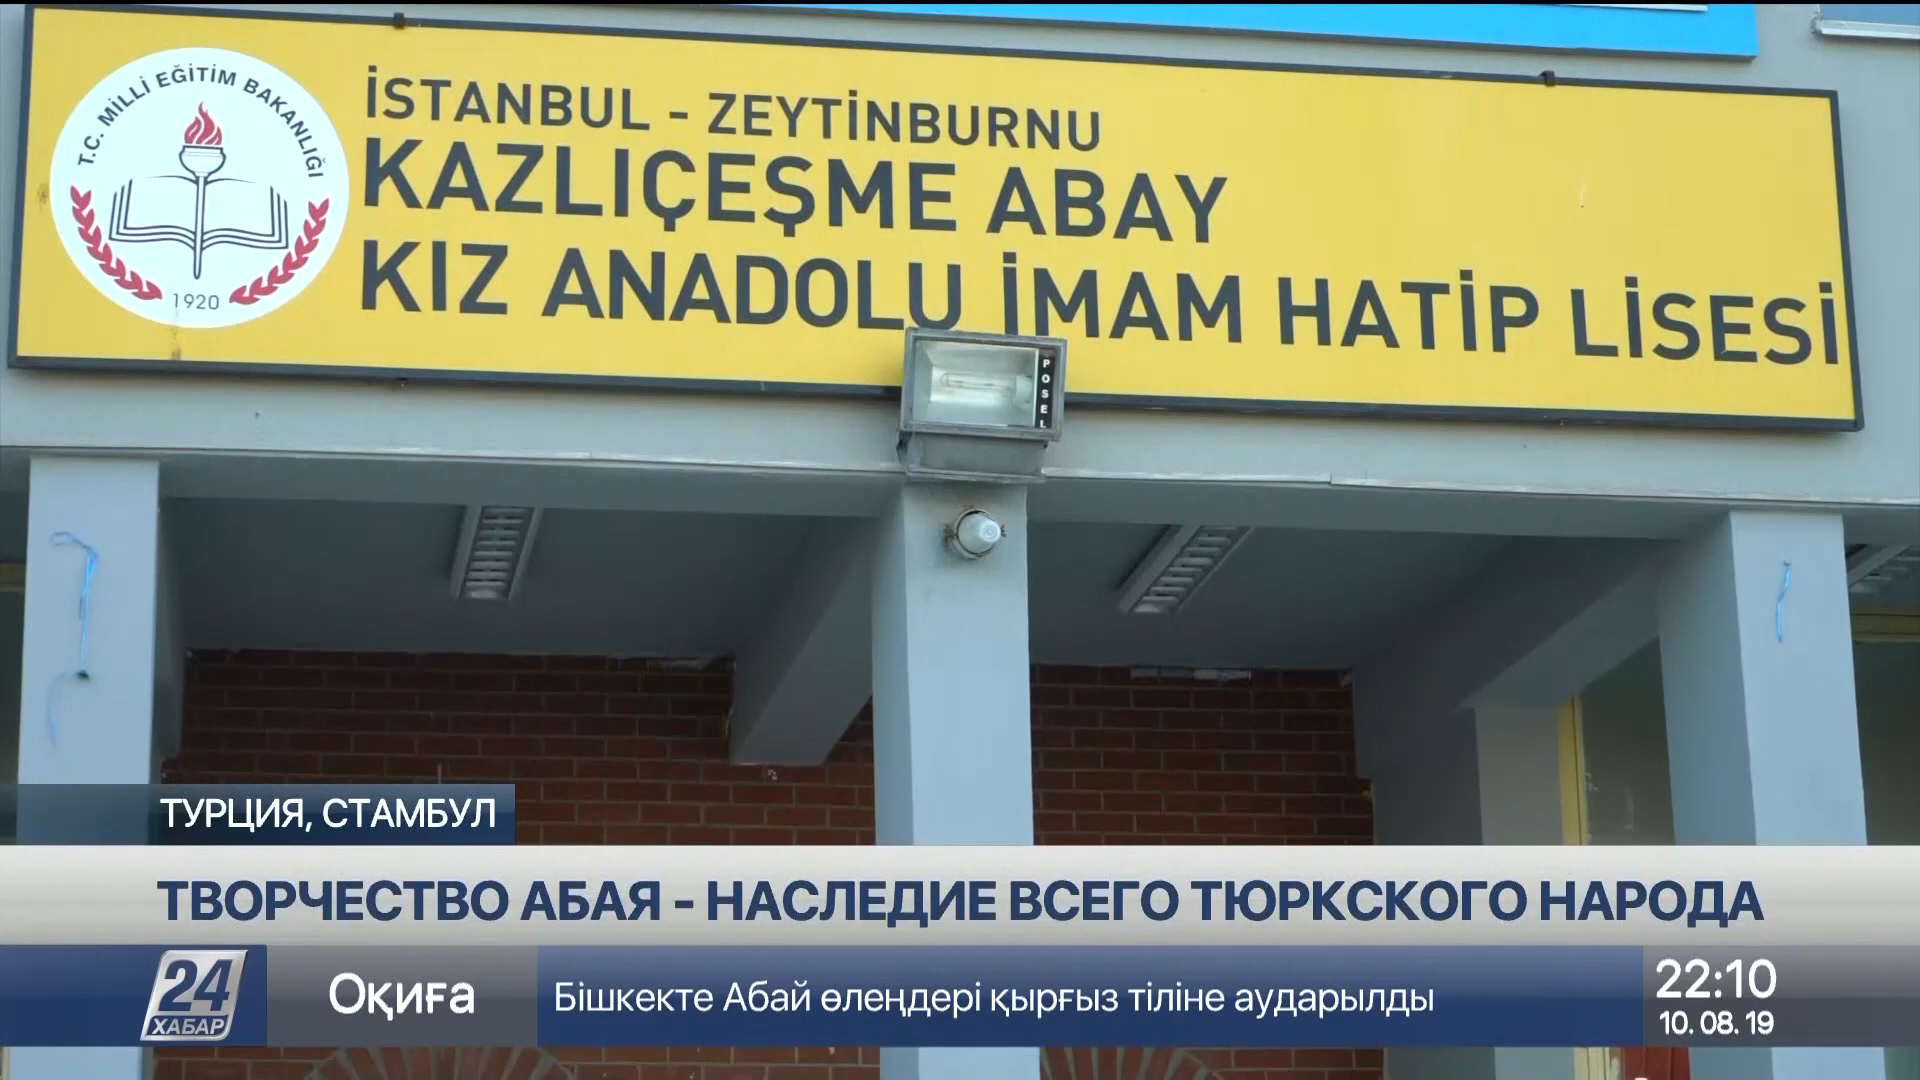 T.C. MİLLİ EĞİTİM BAKANLIĞI
1920
İSTANBUL - ZEYTİNBURNU
KAZLIÇEŞME ABAY
KIZ ANADOLU İMAM HATİP LİSESİ
POSEL
ТУРЦИЯ, СТАМБУЛ
ТВОРЧЕСТВО АБАЯ - НАСЛЕДИЕ ВСЕГО ТЮРКСКОГО НАРОДА
24
ХАБАР
Оқиға
Бішкекте Абай өлеңдері қырғыз тіліне аударылды
22:10
10. 08. 19